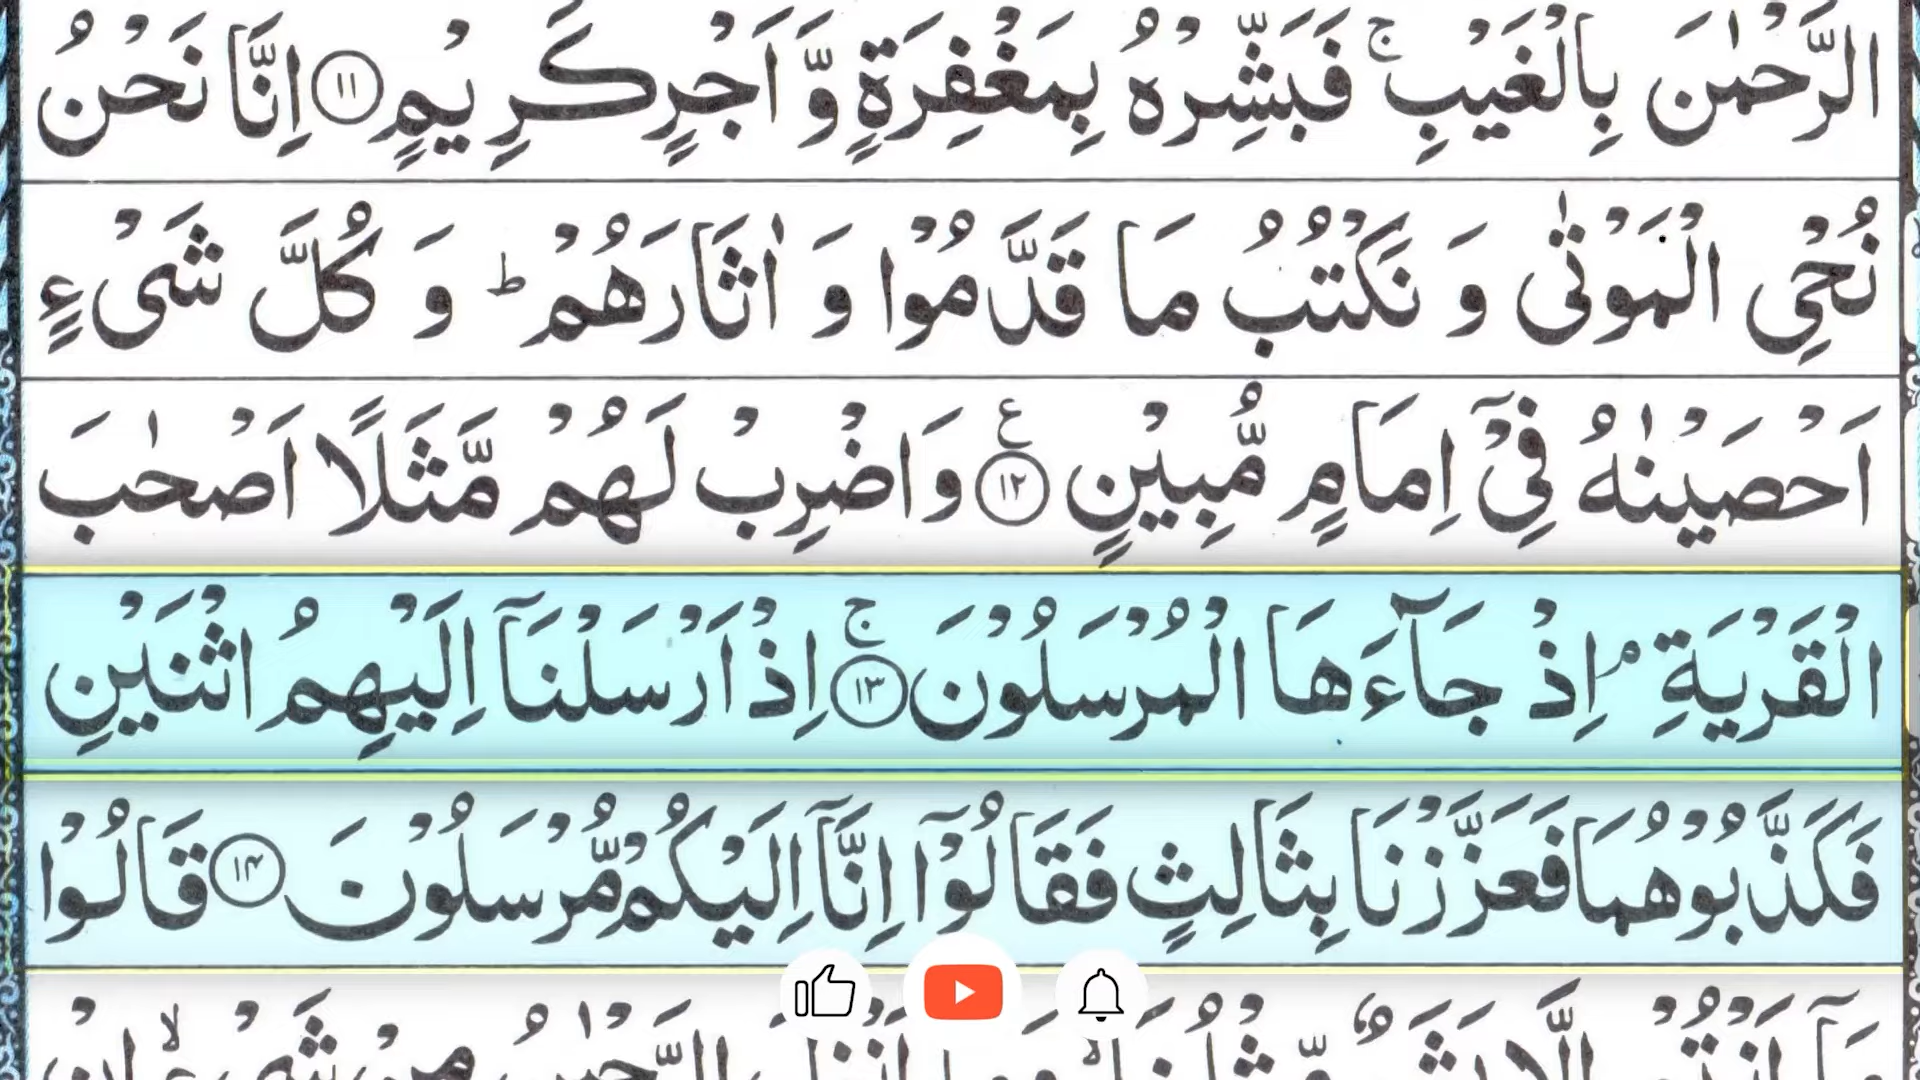 الرَّحْمٰنَ بِالْغَيْبِ ۚ فَبَشِّرْهُ بِمَغْفِرَةٍ وَّ اَجْرٍ كَرِيْمٍ ﴿۱۱﴾ اِنَّا نَحْنُ
نُحْيِ الْمَوْتٰى وَ نَكْتُبُ مَا قَدَّمُوْا وَ اٰثَارَهُمْ ؕ وَ كُلَّ شَىْءٍ
اَحْصَيْنٰهُ فِىْۤ اِمَامٍ مُّبِيْنٍ ﴿۱۲﴾ ع وَاضْرِبْ لَهُمْ مَّثَلًا اَصْحٰبَ
الْقَرْيَةِ ۘ اِذْ جَآءَهَا الْمُرْسَلُوْنَ ﴿۱۳﴾ ۚ اِذْ اَرْسَلْنَاۤ اِلَيْهِمُ اثْنَيْنِ
فَكَذَّبُوْهُمَا فَعَزَّزْنَا بِثَالِثٍ فَقَالُوْۤا اِنَّاۤ اِلَيْكُمْ مُّرْسَلُوْنَ ﴿۱۴﴾ قَالُوْا